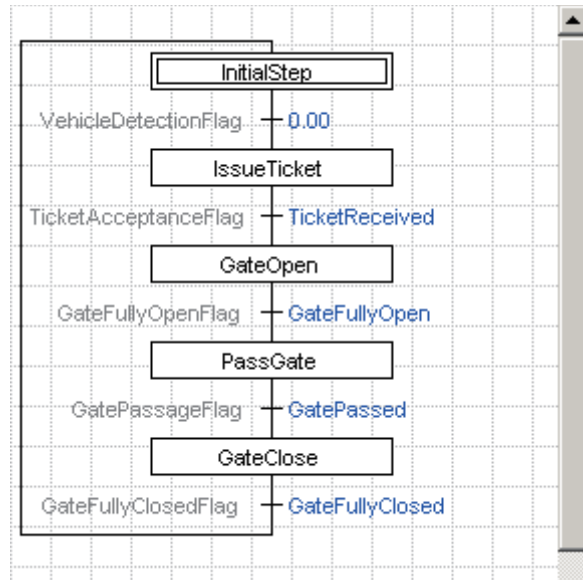 InitialStep
VehicleDetectionFlag 0.00
IssueTicket
TicketAcceptanceFlag TicketReceived
GateOpen
GateFullyOpenFlag GateFullyOpen
PassGate
GatePassageFlag GatePassed
GateClose
GateFullyClosedFlag GateFullyClosed